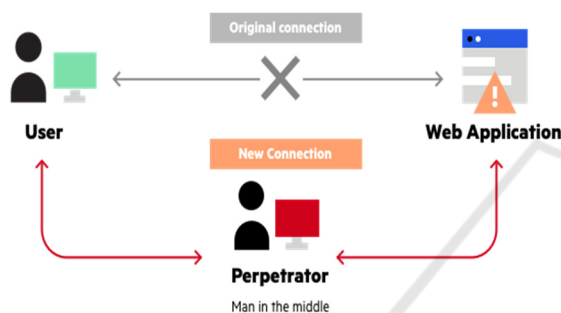 Original connection
User
Web Application
New Connection
Perpetrator
Man in the middle